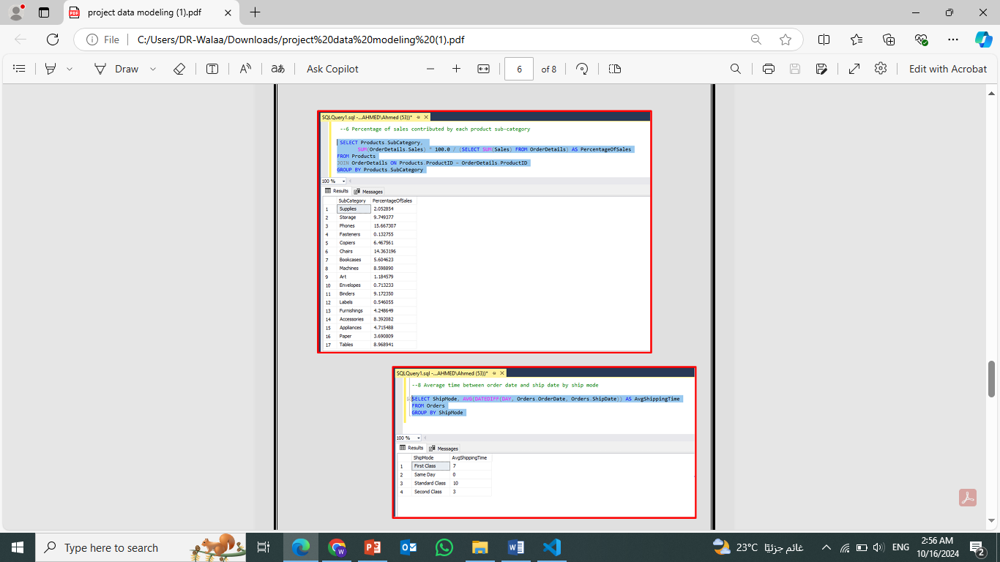 project data modeling (1).pdf
File
C:/Users/DR-Walaa/Downloads/project%20data%20modeling%20(1).pdf
Draw
Ask Copilot
6
of 8
Edit with Acrobat
SQLQuery1.sql -...AHMED\Ahmed (53))*
--6 Percentage of sales contributed by each product sub-category
SELECT Products.SubCategory,
SUM(OrderDetails.Sales) * 100.0 / (SELECT SUM(Sales) FROM OrderDetails) AS PercentageOfSales
FROM Products
JOIN OrderDetails ON Products.ProductID = OrderDetails.ProductID
GROUP BY Products.SubCategory
100 %
Results Messages
SubCategory PercentageOfSales
1 Supplies 2.052854
2 Storage 9.749377
3 Phones 15.667307
4 Fasteners 0.132755
5 Copiers 6.467561
6 Chairs 14.363196
7 Bookcases 5.604623
8 Machines 8.598890
9 Art 1.184579
10 Envelopes 0.713233
11 Binders 9.172350
12 Labels 0.546055
13 Furnishings 4.248649
14 Accessories 8.392082
15 Appliances 4.715488
16 Paper 3.690809
17 Tables 8.968941
SQLQuery1.sql -...AHMED\Ahmed (53))*
--8 Average time between order date and ship date by ship mode
SELECT ShipMode, AVG(DATEDIFF(DAY, Orders.OrderDate, Orders.ShipDate)) AS AvgShippingTime
FROM Orders
GROUP BY ShipMode
100 %
Results Messages
ShipMode AvgShippingTime
1 First Class 7
2 Same Day 0
3 Standard Class 10
4 Second Class 3
Type here to search
23°C غائم جزئيًا
ENG
2:56 AM
10/16/2024
2